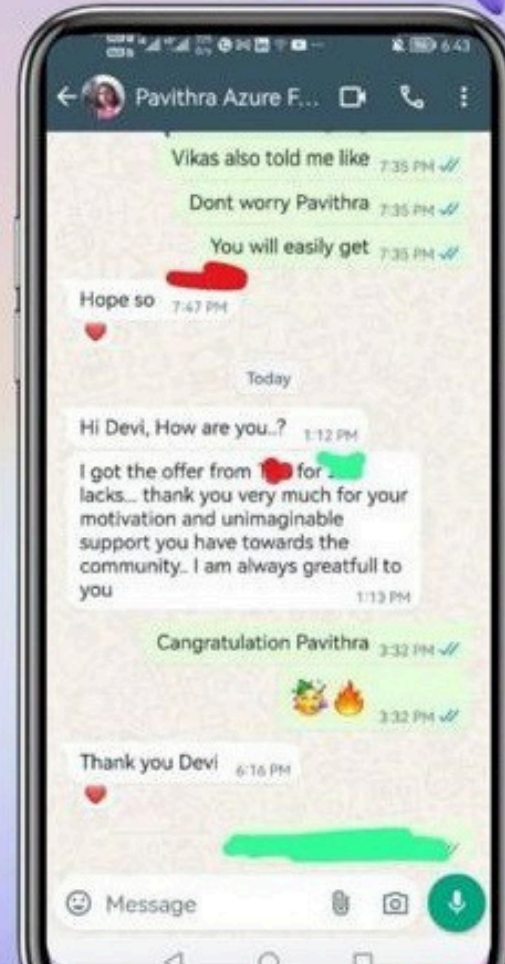 6:43
Pavithra Azure F...
Vikas also told me like 7:35 PM
Dont worry Pavithra 7:35 PM
You will easily get 7:35 PM
Hope so 7:47 PM
Today
Hi Devi, How are you..? 1:12 PM
I got the offer from for
lacks... thank you very much for your
motivation and unimaginable
support you have towards the
community.. I am always greatfull to
you 1:13 PM
Cangratulation Pavithra 3:32 PM
3:32 PM
Thank you Devi 6:16 PM
Message